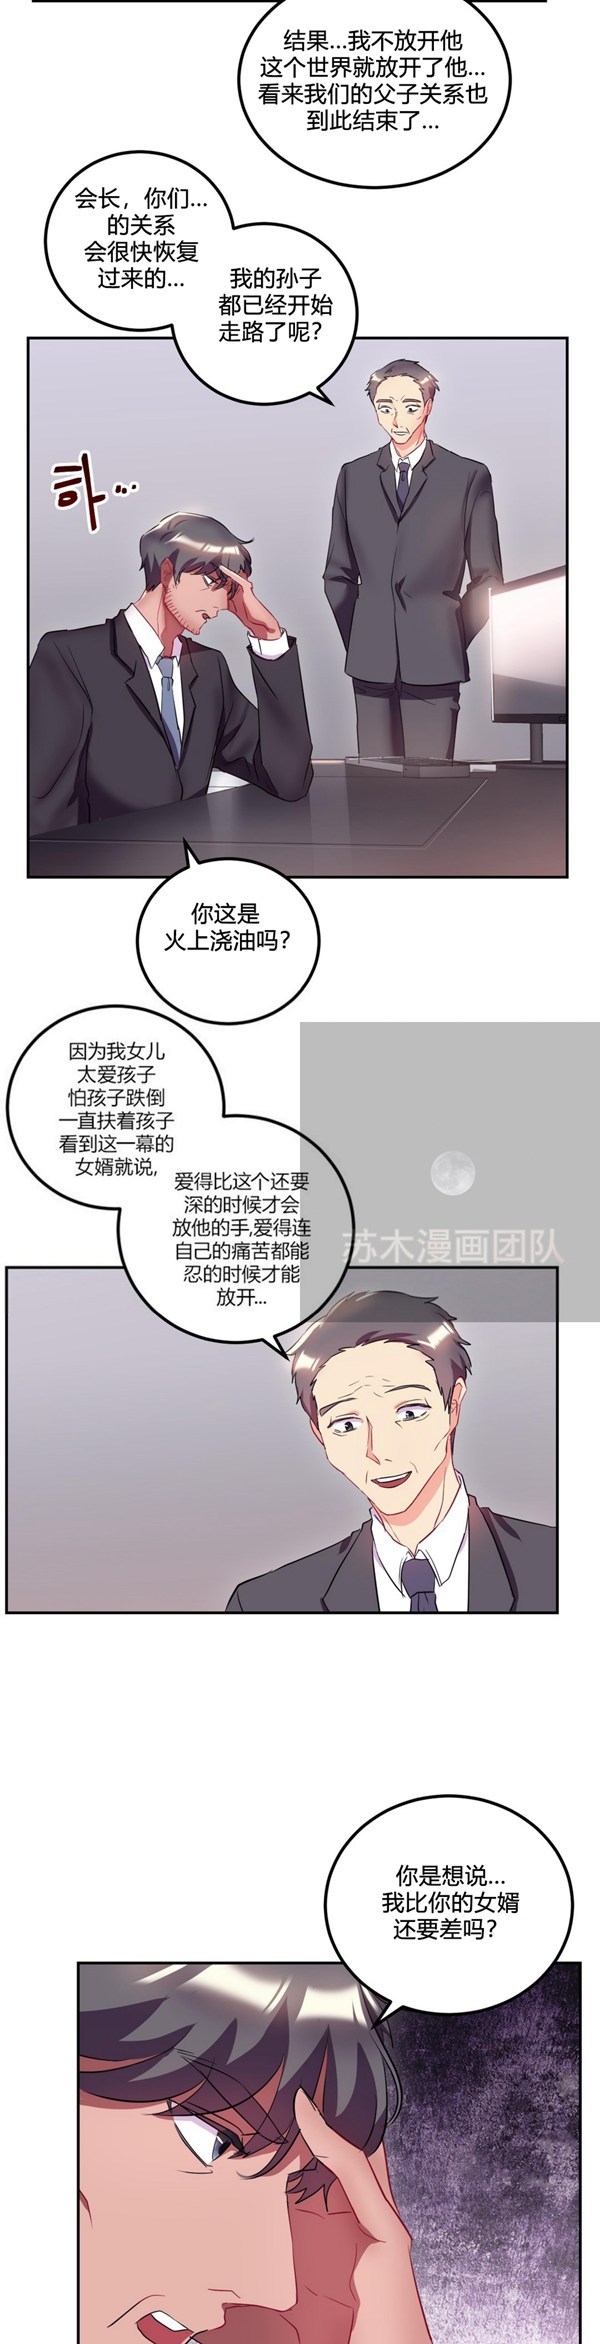 结果...我不放开他
这个世界就放开了他...
看来我们的父子关系也
到此结束了...
会长，你们...
的关系
会很快恢复
过来的...
我的孙子
都已经开始
走路了呢？
하...
你这是
火上浇油吗？
因为我女儿
太爱孩子
怕孩子跌倒
一直扶着孩子
看到这一幕的
女婿就说,
爱得比这个还要
深的时候才会
放他的手,爱得连
自己的痛苦都能
忍的时候才能
放开...
苏木漫画团队
你是想说...
我比你的女婿
还要差吗？